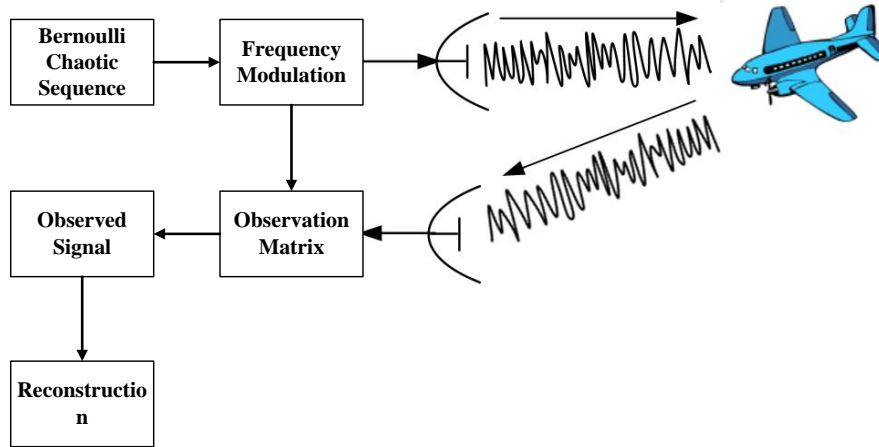 Bernoulli
Chaotic
Sequence
Frequency
Modulation
Observed
Signal
Observation
Matrix
Reconstructio
n